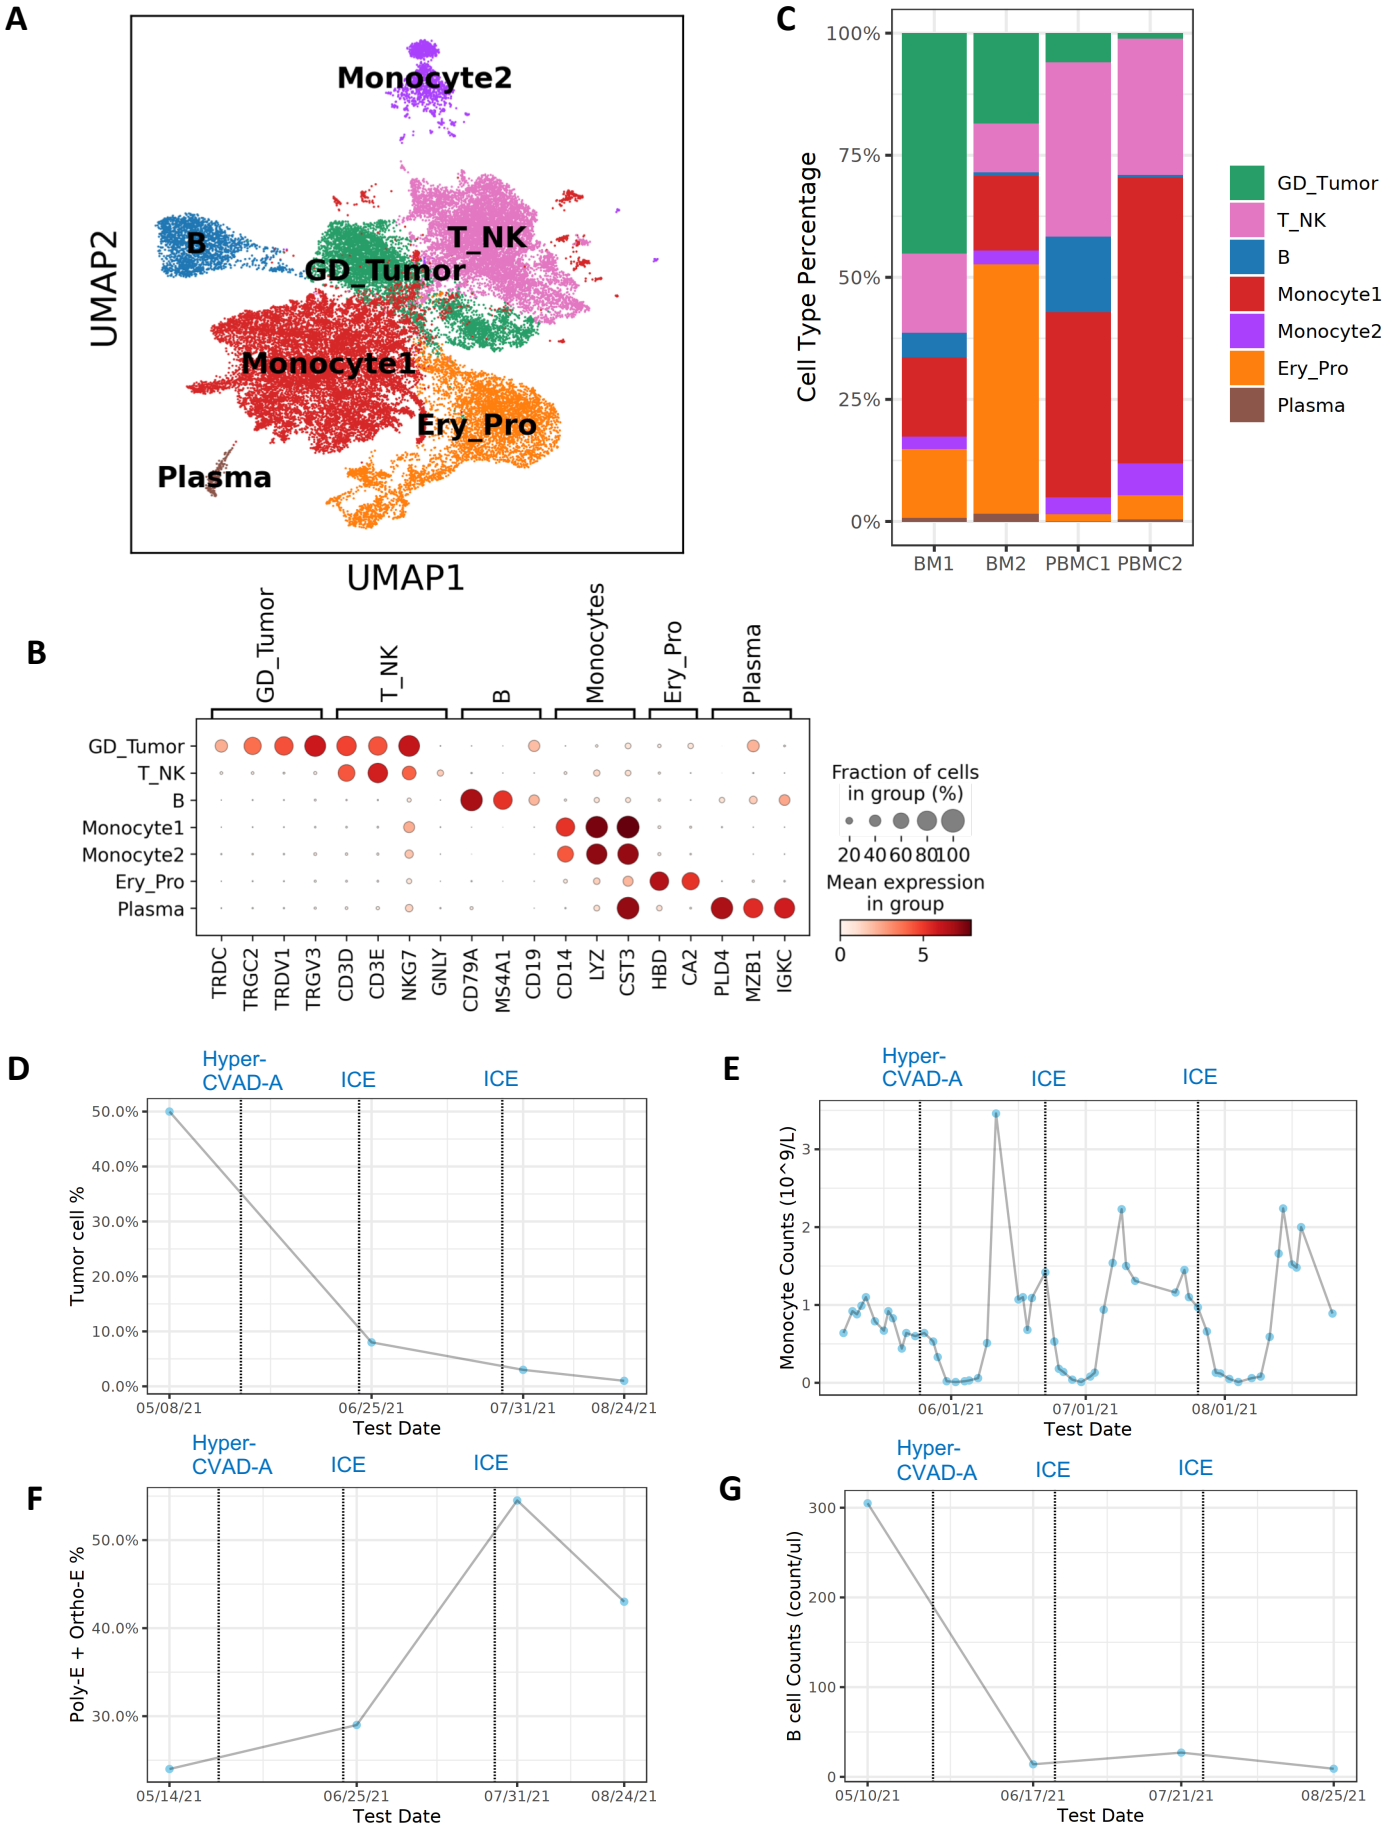 A
Monocyte2
T_NK
B
GD_Tumor
Monocyte1
Ery_Pro
Plasma
UMAP2
UMAP1
C
100%
75%
50%
25%
0%
Cell Type Percentage
BM1 BM2 PBMC1 PBMC2
GD_Tumor
T_NK
B
Monocyte1
Monocyte2
Ery_Pro
Plasma
B
GD_Tumor T_NK B Monocytes Ery_Pro Plasma
GD_Tumor
T_NK
B
Monocyte1
Monocyte2
Ery_Pro
Plasma
TRDC TRGC2 TRDV1 TRGV3 CD3D CD3E NKG7 GNLY CD79A MS4A1 CD19 CD14 LYZ CST3 HBD CA2 PLD4 MZB1 IGKC
Fraction of cells
in group (%)
20 40 60 80 100
Mean expression
in group
0 5
D
Hyper-
CVAD-A
ICE
ICE
50.0%
40.0%
30.0%
20.0%
10.0%
0.0%
Tumor cell %
05/08/21 06/25/21 07/31/21 08/24/21
Test Date
E
Hyper-
CVAD-A
ICE
ICE
3
2
1
0
Monocyte Counts (10^9/L)
06/01/21 07/01/21 08/01/21
Test Date
F
Hyper-
CVAD-A
ICE
ICE
50.0%
40.0%
30.0%
Poly-E + Ortho-E %
05/14/21 06/25/21 07/31/21 08/24/21
Test Date
G
Hyper-
CVAD-A
ICE
ICE
300
200
100
0
B cell Counts (count/ul)
05/10/21 06/17/21 07/21/21 08/25/21
Test Date